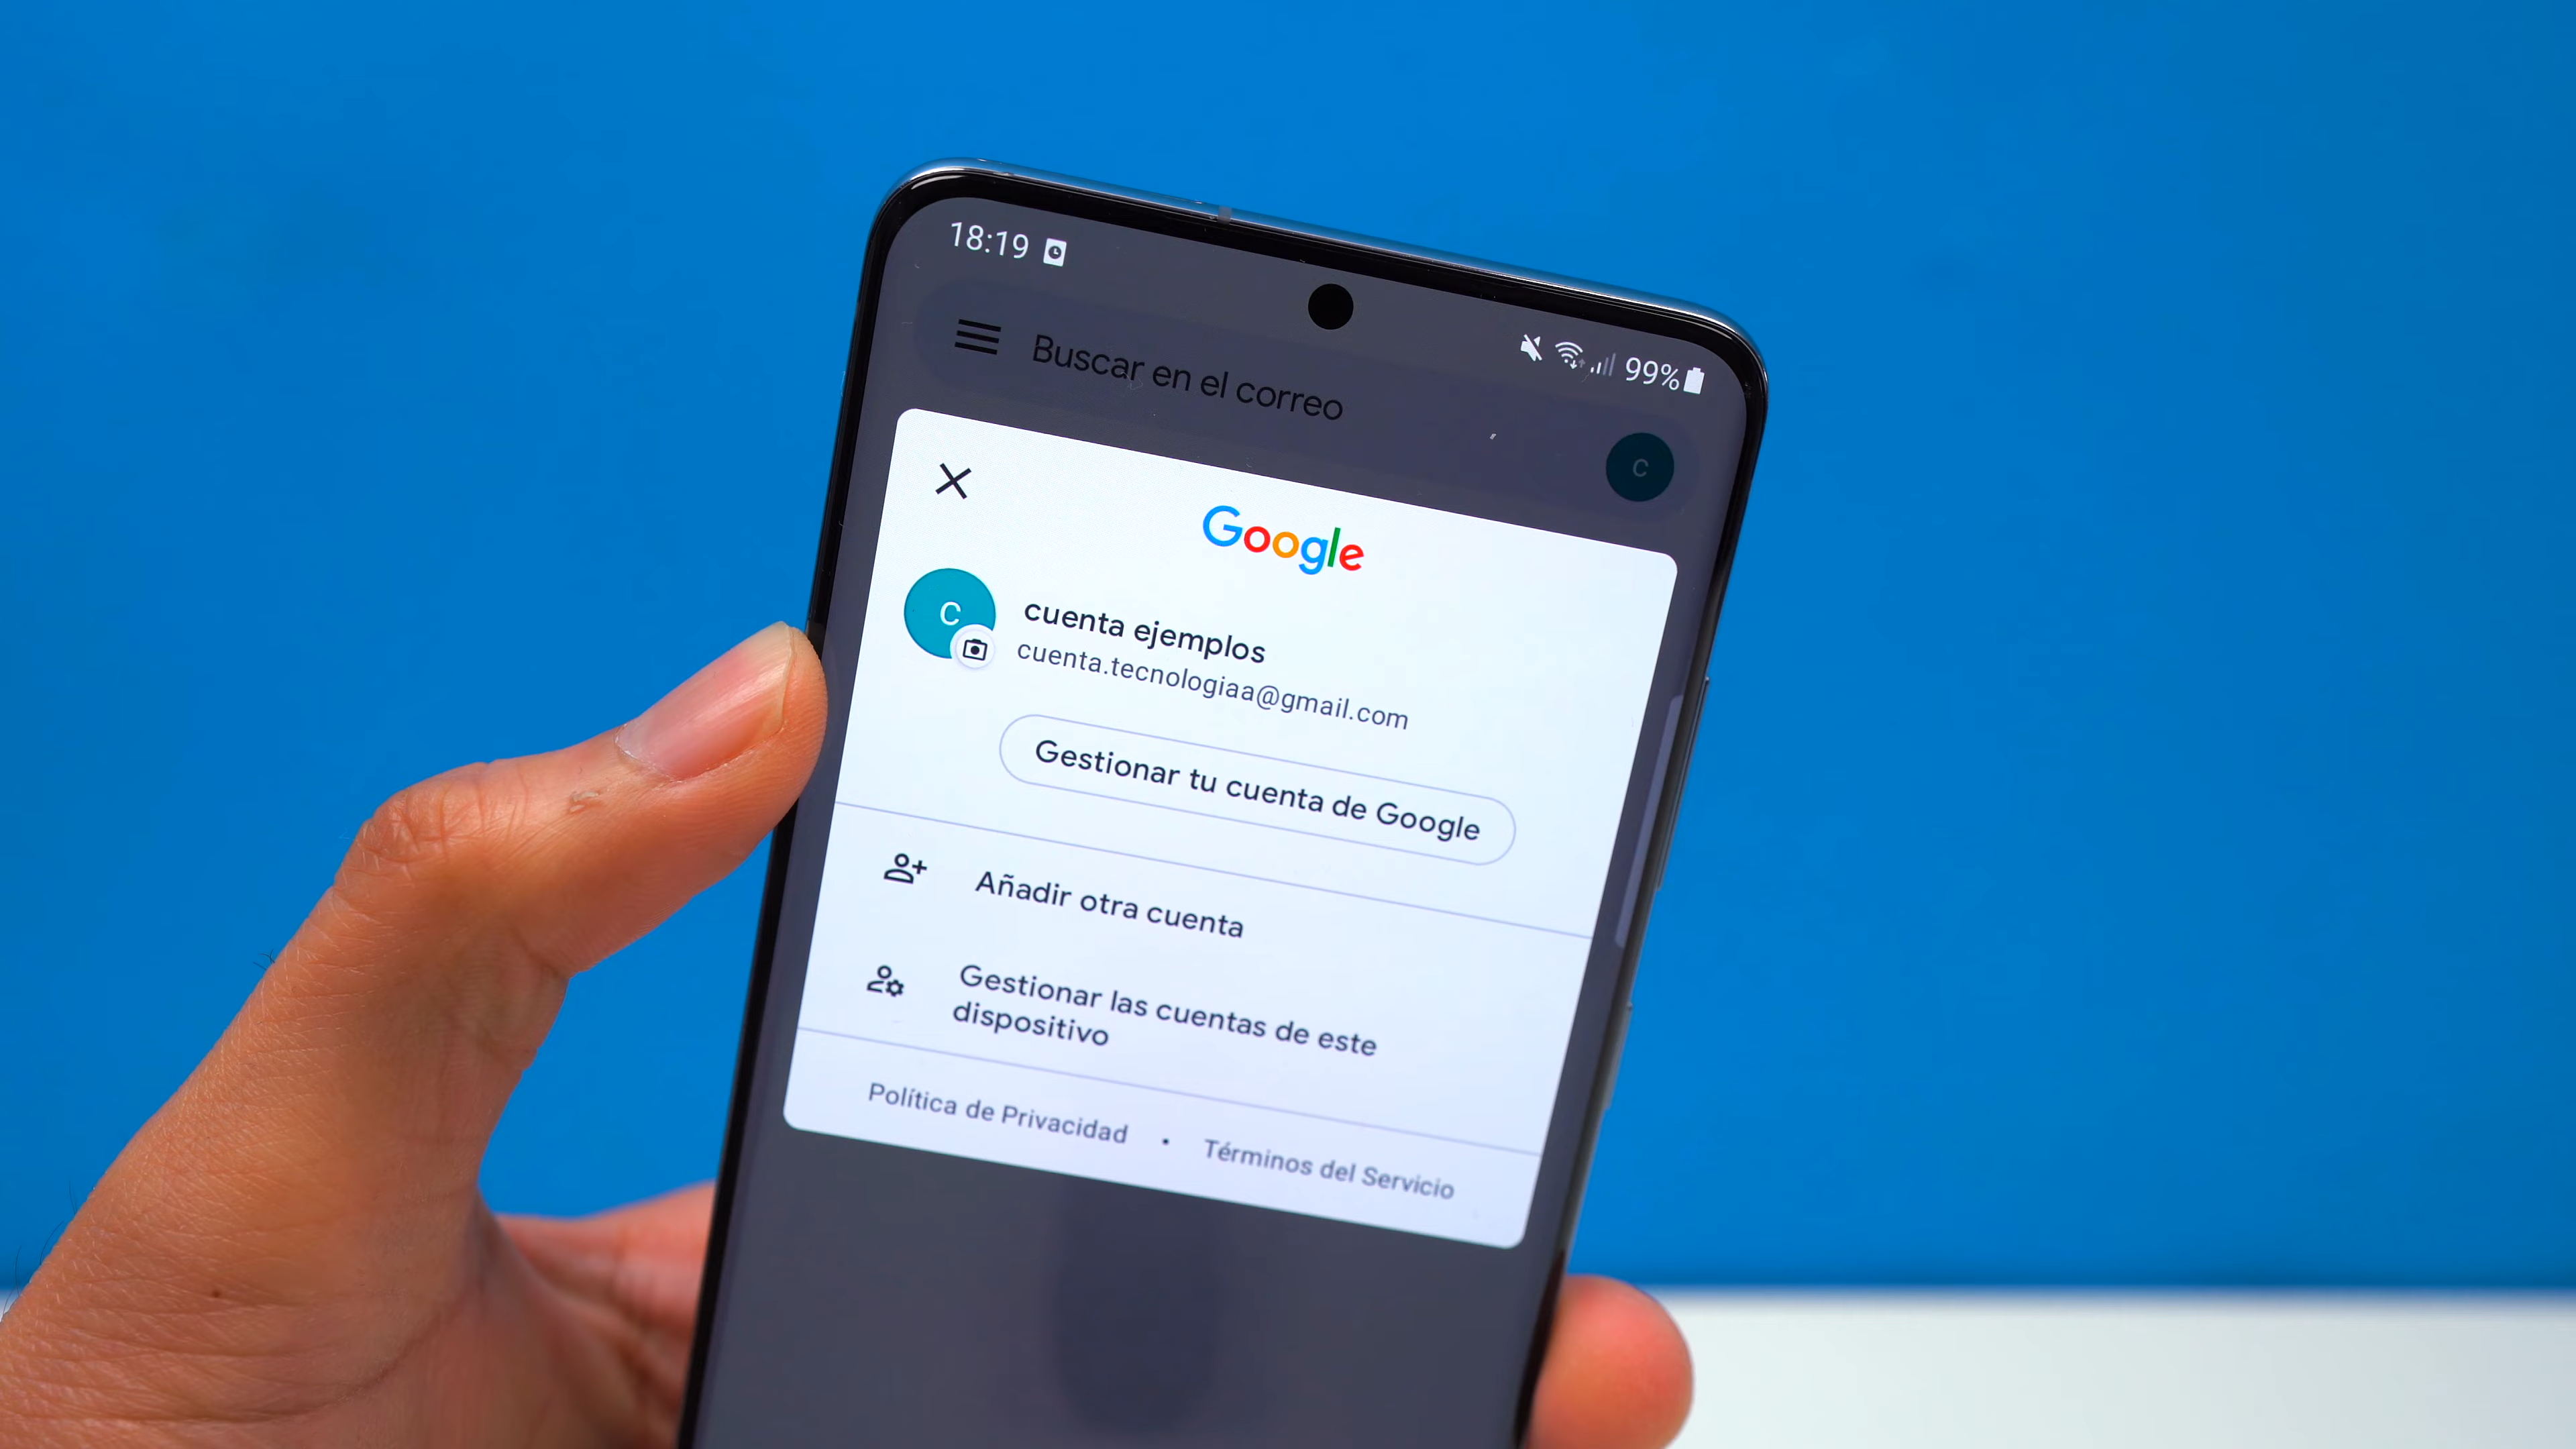 18:19
99%
Buscar en el correo
C
Google
C
cuenta ejemplos
cuenta.tecnologiaa@gmail.com
Gestionar tu cuenta de Google
Añadir otra cuenta
Gestionar las cuentas de este
dispositivo
Política de Privacidad • Términos del Servicio